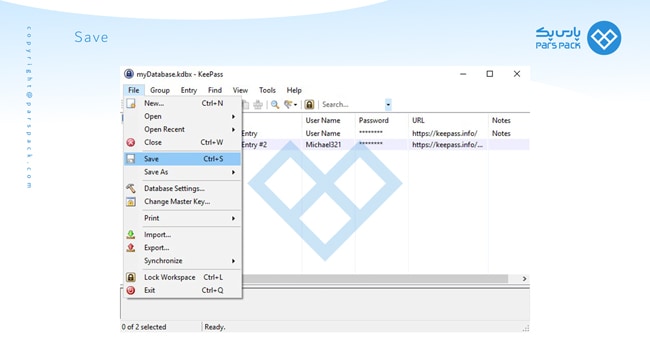 Save
پارس پک
PARS PACK
copyright@parspack.com
myDatabase.kdbx - KeePass
File Group Entry Find View Tools Help
Search...
New... Ctrl+N
Open
Open Recent
Close Ctrl+W
Save Ctrl+S
Save As
Database Settings...
Change Master Key...
Print
Import...
Export...
Synchronize
Lock Workspace Ctrl+L
Exit Ctrl+Q
User Name Password URL Notes
Entry User Name ******** https://keepass.info/ Notes
Entry #2 Michael321 ******** https://keepass.info/...
0 of 2 selected Ready.